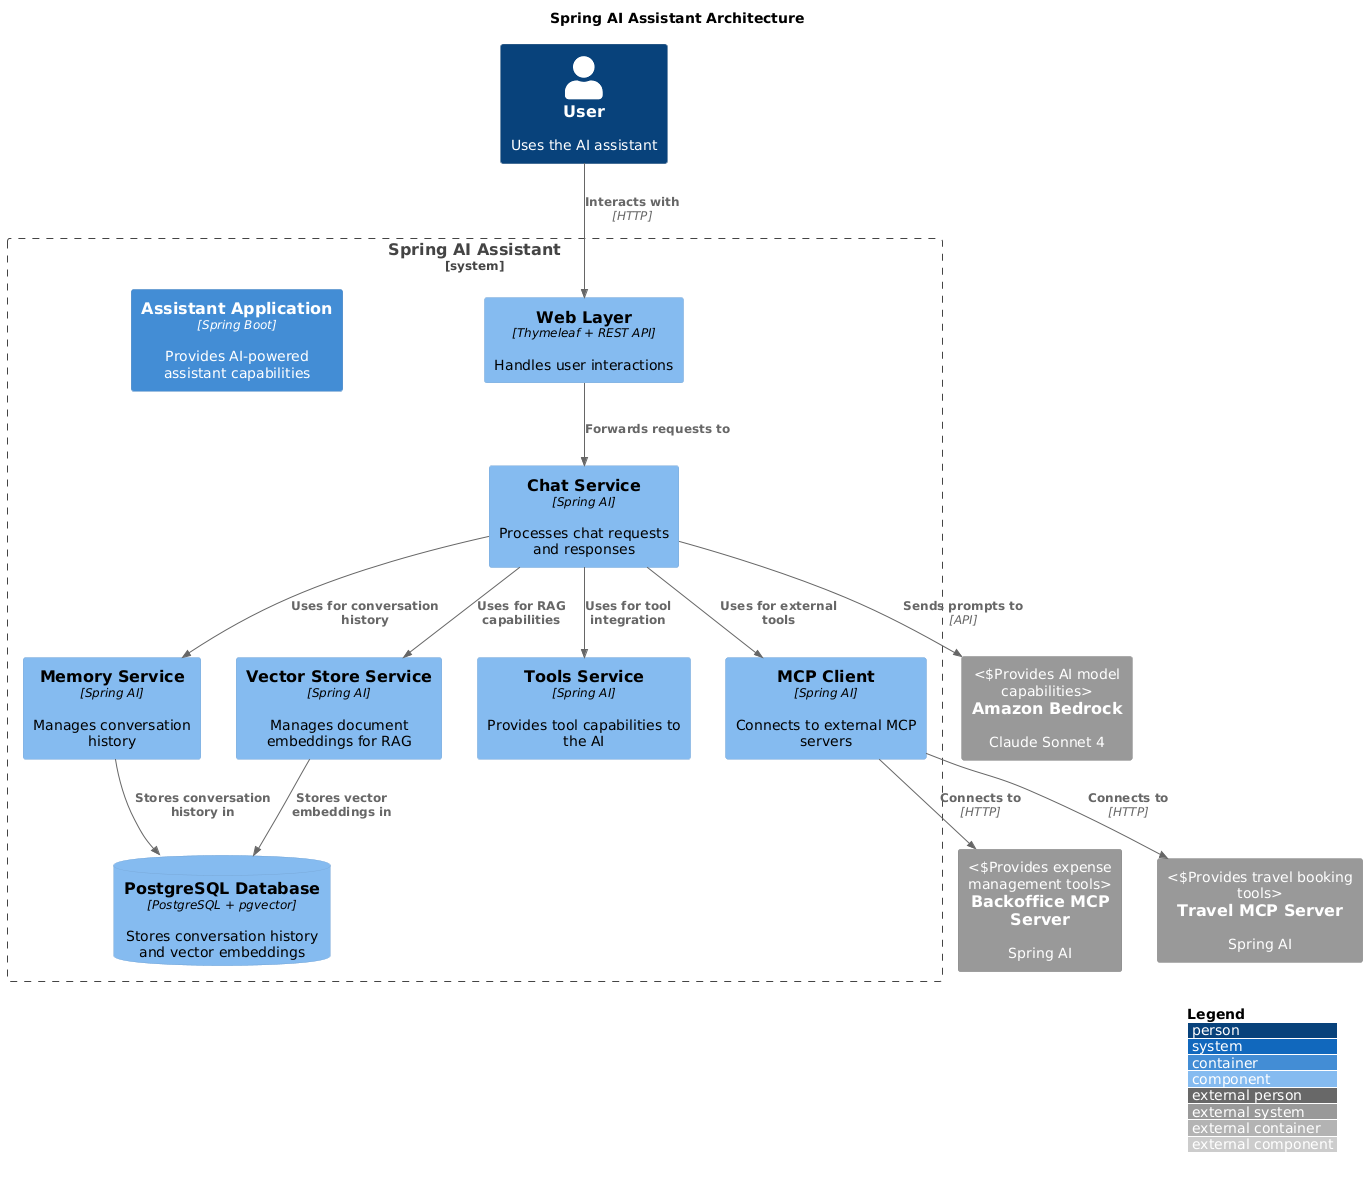 Spring AI Assistant Architecture
User
Uses the AI assistant
Interacts with
[HTTP]
Spring AI Assistant
[system]
Assistant Application
[Spring Boot]
Provides AI-powered
assistant capabilities
Web Layer
[Thymeleaf + REST API]
Handles user interactions
Forwards requests to
Chat Service
[Spring AI]
Processes chat requests
and responses
Uses for conversation
history
Uses for RAG
capabilities
Uses for tool
integration
Uses for external
tools
Sends prompts to
[API]
Memory Service
[Spring AI]
Manages conversation
history
Vector Store Service
[Spring AI]
Manages document
embeddings for RAG
Tools Service
[Spring AI]
Provides tool capabilities to
the AI
MCP Client
[Spring AI]
Connects to external MCP
servers
<$Provides AI model
capabilities>
Amazon Bedrock
Claude Sonnet 4
Stores conversation
history in
Stores vector
embeddings in
Connects to
[HTTP]
Connects to
[HTTP]
PostgreSQL Database
[PostgreSQL + pgvector]
Stores conversation history
and vector embeddings
<$Provides expense
management tools>
Backoffice MCP
Server
Spring AI
<$Provides travel booking
tools>
Travel MCP Server
Spring AI
Legend
person
system
container
component
external person
external system
external container
external component